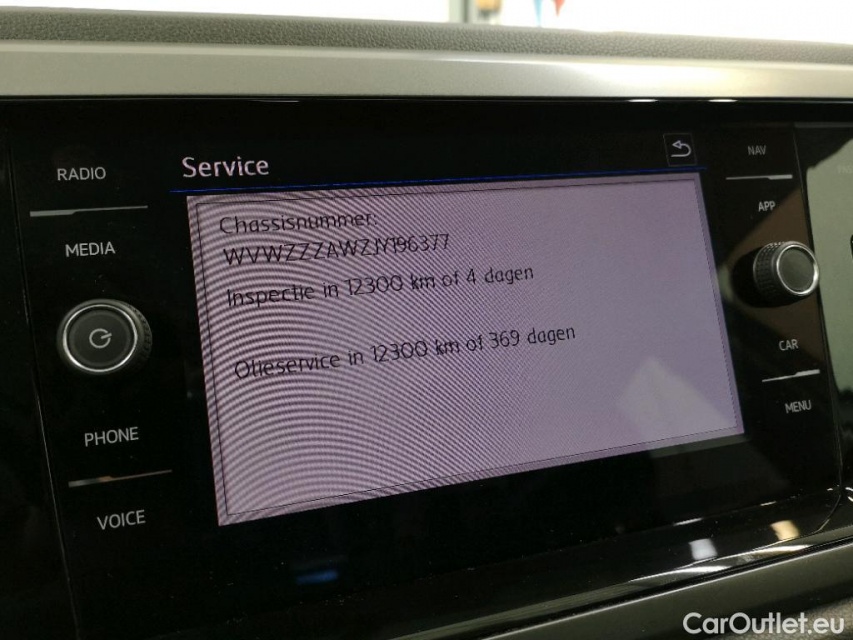 Service
RADIO
MEDIA
PHONE
VOICE
Chassisnummer:
WVWZZZAWZJY196377
Inspectie in 12300 km of 4 dagen
Olieservice in 12300 km of 369 dagen
NAV
APP
CAR
MENU
CarOutlet.eu